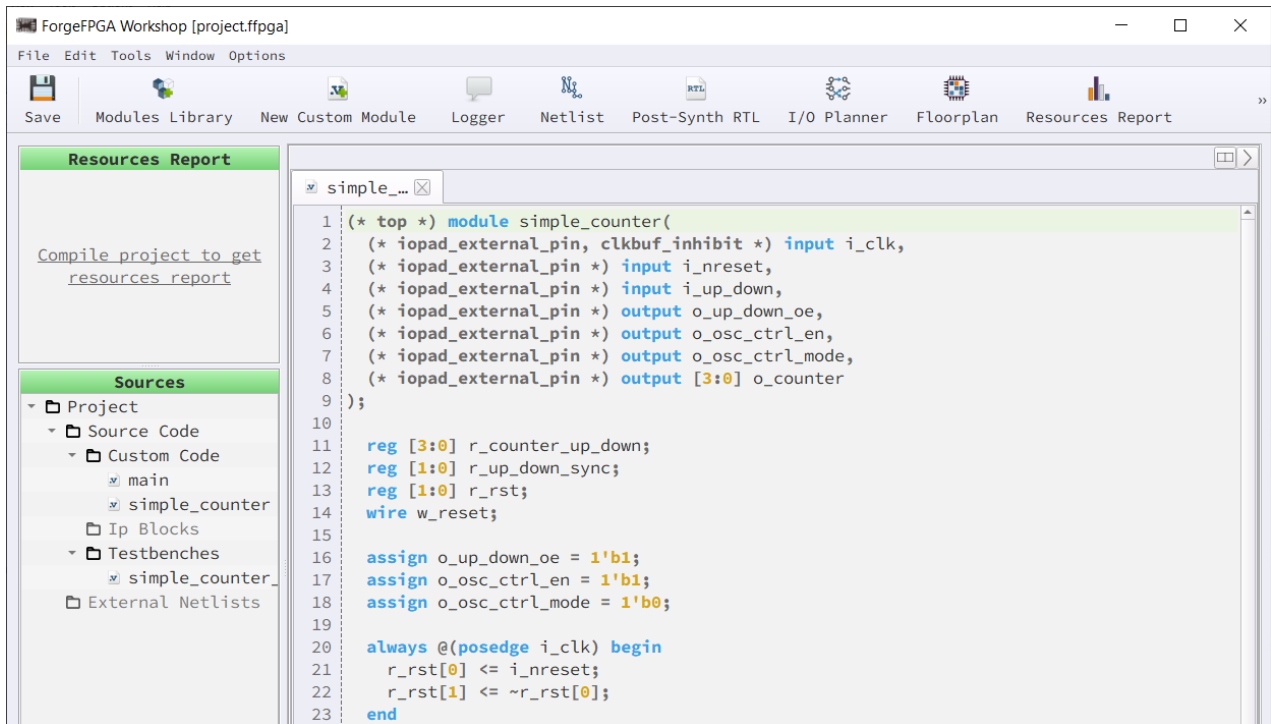 ForgeFPGA Workshop [project.ffpga]
File Edit Tools Window Options
Save Modules Library New Custom Module Logger Netlist Post-Synth RTL I/O Planner Floorplan Resources Report »
Resources Report
Compile project to get
resources report
Sources
Project
Source Code
Custom Code
main
simple_counter
Ip Blocks
Testbenches
simple_counter_
External Netlists
simple_…
1 (* top *) module simple_counter(
2   (* iopad_external_pin, clkbuf_inhibit *) input i_clk,
3   (* iopad_external_pin *) input i_nreset,
4   (* iopad_external_pin *) input i_up_down,
5   (* iopad_external_pin *) output o_up_down_oe,
6   (* iopad_external_pin *) output o_osc_ctrl_en,
7   (* iopad_external_pin *) output o_osc_ctrl_mode,
8   (* iopad_external_pin *) output [3:0] o_counter
9 );
10
11   reg [3:0] r_counter_up_down;
12   reg [1:0] r_up_down_sync;
13   reg [1:0] r_rst;
14   wire w_reset;
15
16   assign o_up_down_oe = 1'b1;
17   assign o_osc_ctrl_en = 1'b1;
18   assign o_osc_ctrl_mode = 1'b0;
19
20   always @(posedge i_clk) begin
21     r_rst[0] <= i_nreset;
22     r_rst[1] <= ~r_rst[0];
23   end